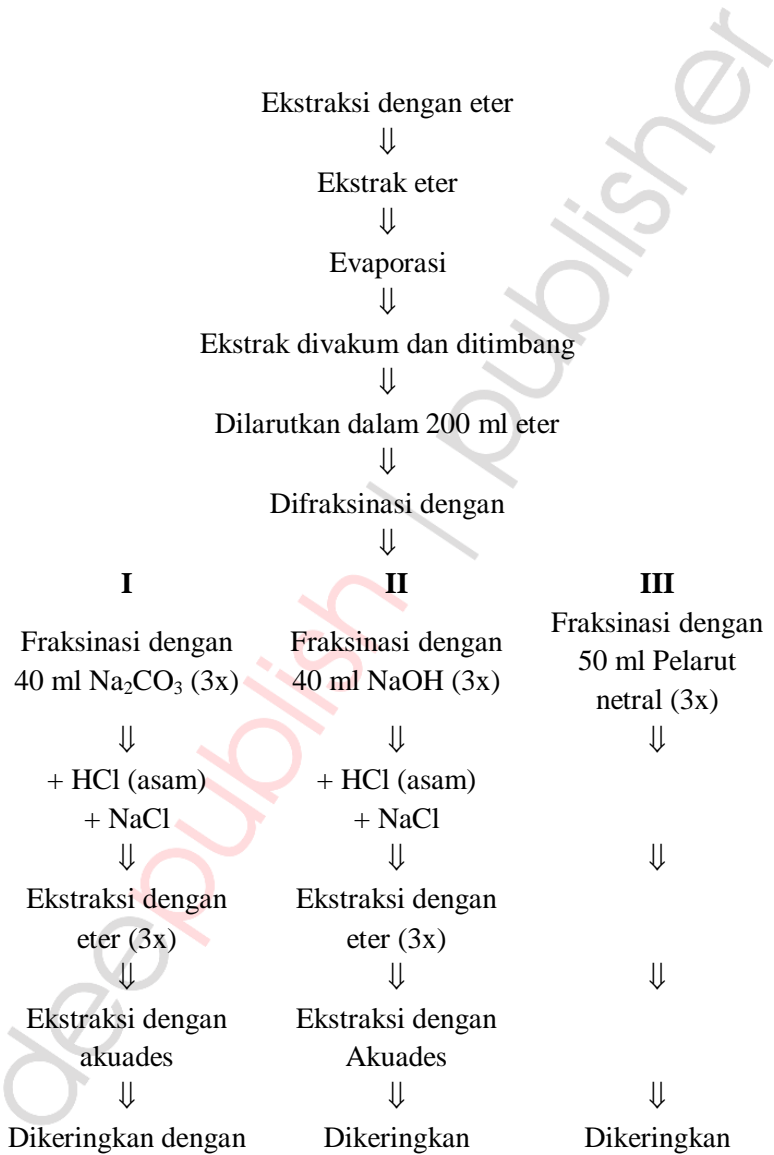 Ekstraksi dengan eter
⇓
Ekstrak eter
⇓
Evaporasi
⇓
Ekstrak divakum dan ditimbang
⇓
Dilarutkan dalam 200 ml eter
⇓
Difraksinasi dengan
⇓
I
Fraksinasi dengan
40 ml Na₂CO₃ (3x)
⇓
+ HCl (asam)
+ NaCl
⇓
Ekstraksi dengan
eter (3x)
⇓
Ekstraksi dengan
akuades
⇓
Dikeringkan dengan
II
Fraksinasi dengan
40 ml NaOH (3x)
⇓
+ HCl (asam)
+ NaCl
⇓
Ekstraksi dengan
eter (3x)
⇓
Ekstraksi dengan
Akuades
⇓
Dikeringkan
III
Fraksinasi dengan
50 ml Pelarut
netral (3x)
⇓
⇓
⇓
⇓
Dikeringkan
deepublish | publisher